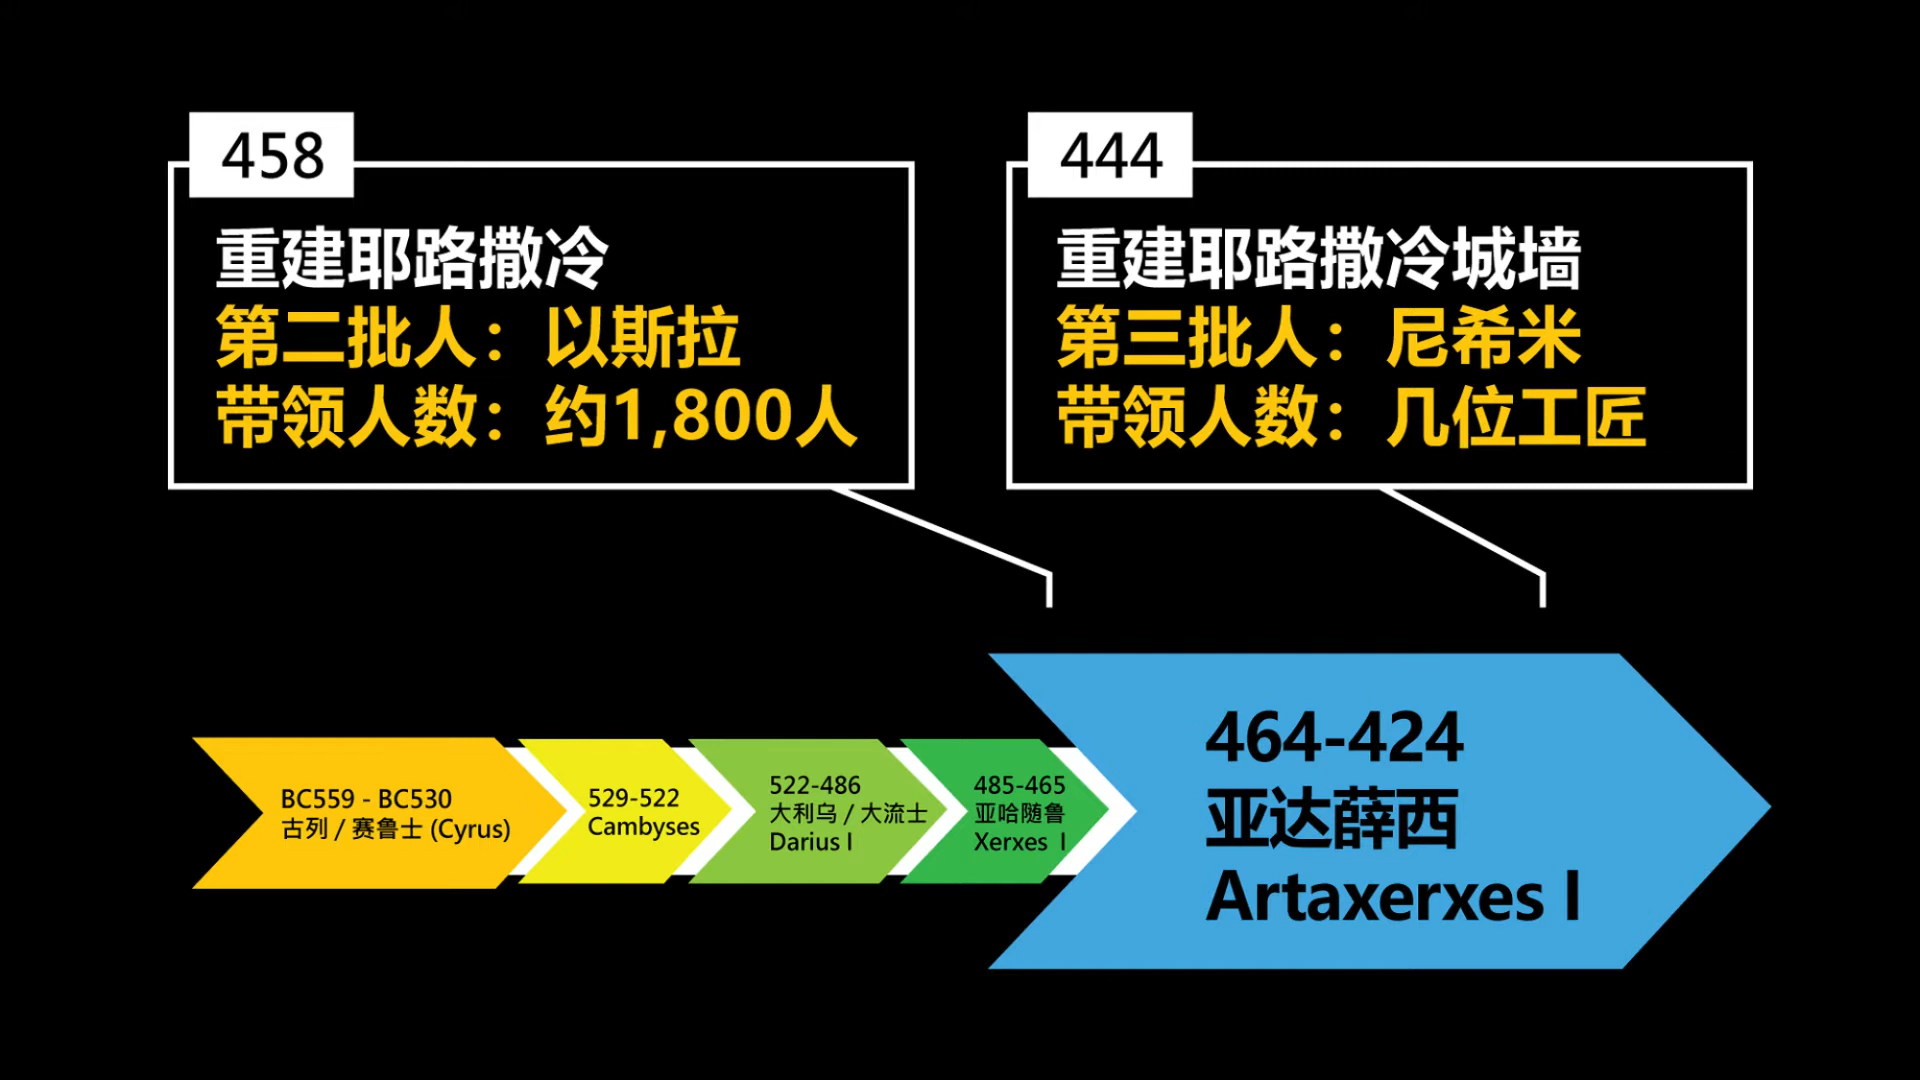 458
重建耶路撒冷
第二批人：以斯拉
带领人数：约1,800人
444
重建耶路撒冷城墙
第三批人：尼希米
带领人数：几位工匠
BC559 - BC530
古列 / 赛鲁士 (Cyrus)
529-522
Cambyses
522-486
大利乌 / 大流士
Darius I
485-465
亚哈随鲁
Xerxes I
464-424
亚达薛西
Artaxerxes I